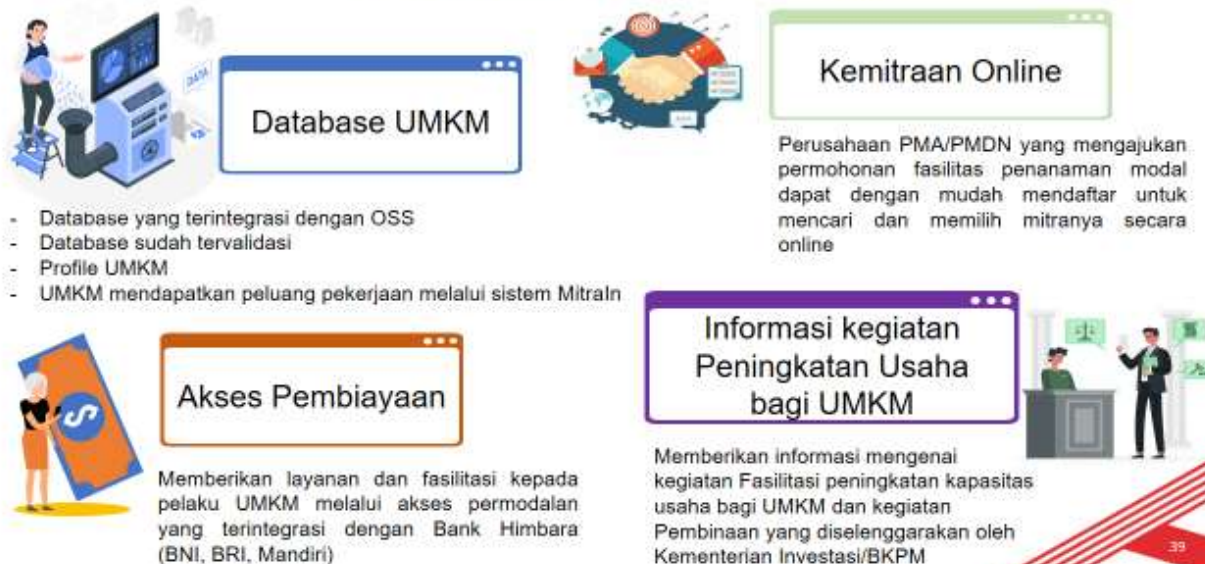 Database UMKM
- Database yang terintegrasi dengan OSS
- Database sudah tervalidasi
- Profile UMKM
- UMKM mendapatkan peluang pekerjaan melalui sistem MitraIn
Kemitraan Online
Perusahaan PMA/PMDN yang mengajukan
permohonan fasilitas penanaman modal
dapat dengan mudah mendaftar untuk
mencari dan memilih mitranya secara
online
Akses Pembiayaan
Memberikan layanan dan fasilitasi kepada
pelaku UMKM melalui akses permodalan
yang terintegrasi dengan Bank Himbara
(BNI, BRI, Mandiri)
Informasi kegiatan
Peningkatan Usaha
bagi UMKM
Memberikan informasi mengenai
kegiatan Fasilitasi peningkatan kapasitas
usaha bagi UMKM dan kegiatan
Pembinaan yang diselenggarakan oleh
Kementerian Investasi/BKPM
DATA
39